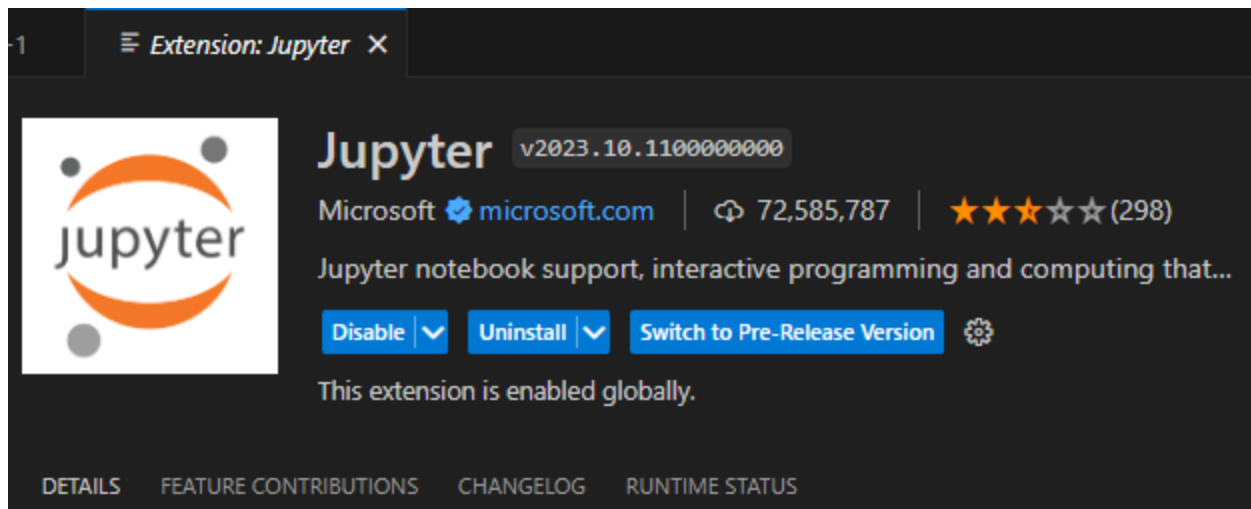 -1
Extension: Jupyter
jupyter
Jupyter v2023.10.1100000000
Microsoft microsoft.com 72,585,787 (298)
Jupyter notebook support, interactive programming and computing that...
Disable Uninstall Switch to Pre-Release Version
This extension is enabled globally.
DETAILS FEATURE CONTRIBUTIONS CHANGELOG RUNTIME STATUS